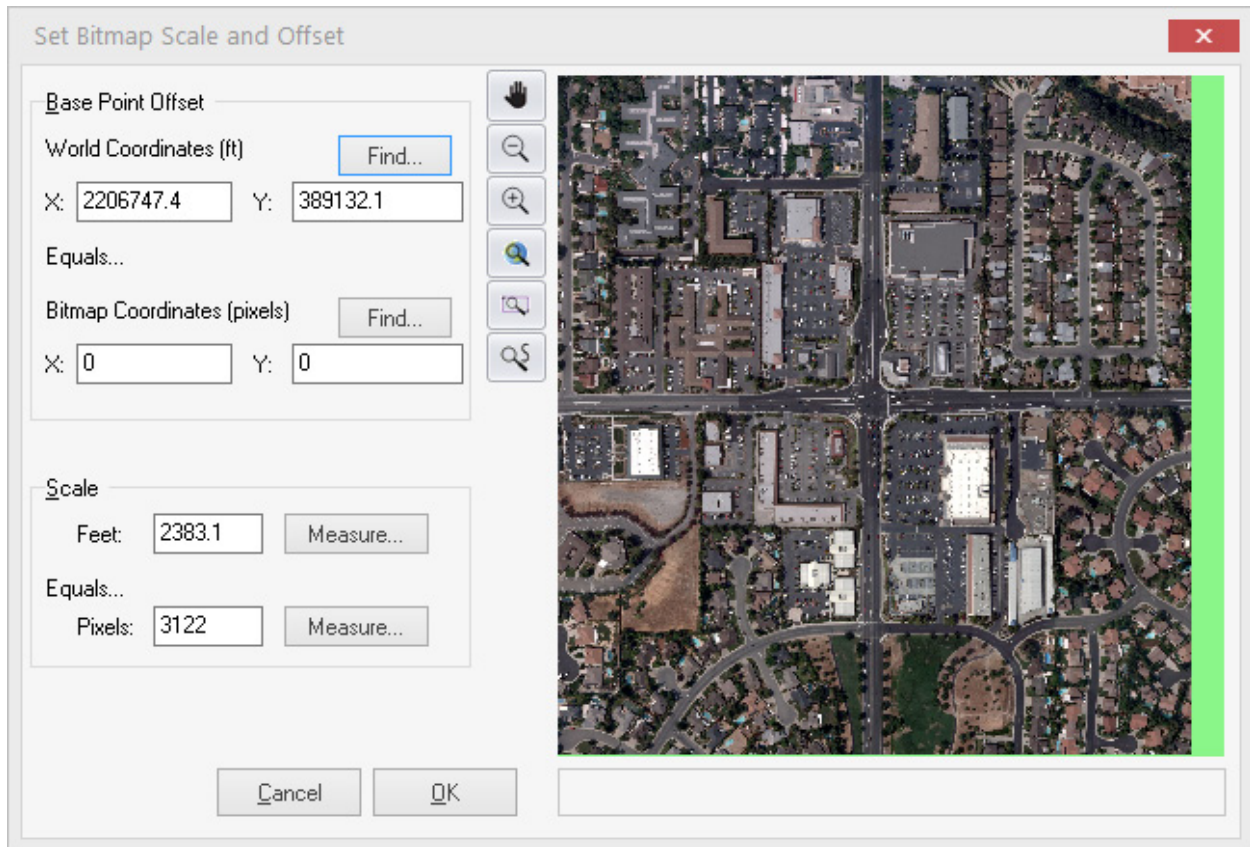 Set Bitmap Scale and Offset
Base Point Offset
World Coordinates (ft)
Find...
X: 2206747.4 Y: 389132.1
Equals...
Bitmap Coordinates (pixels)
Find...
X: 0 Y: 0
Scale
Feet: 2383.1 Measure...
Equals...
Pixels: 3122 Measure...
Cancel OK